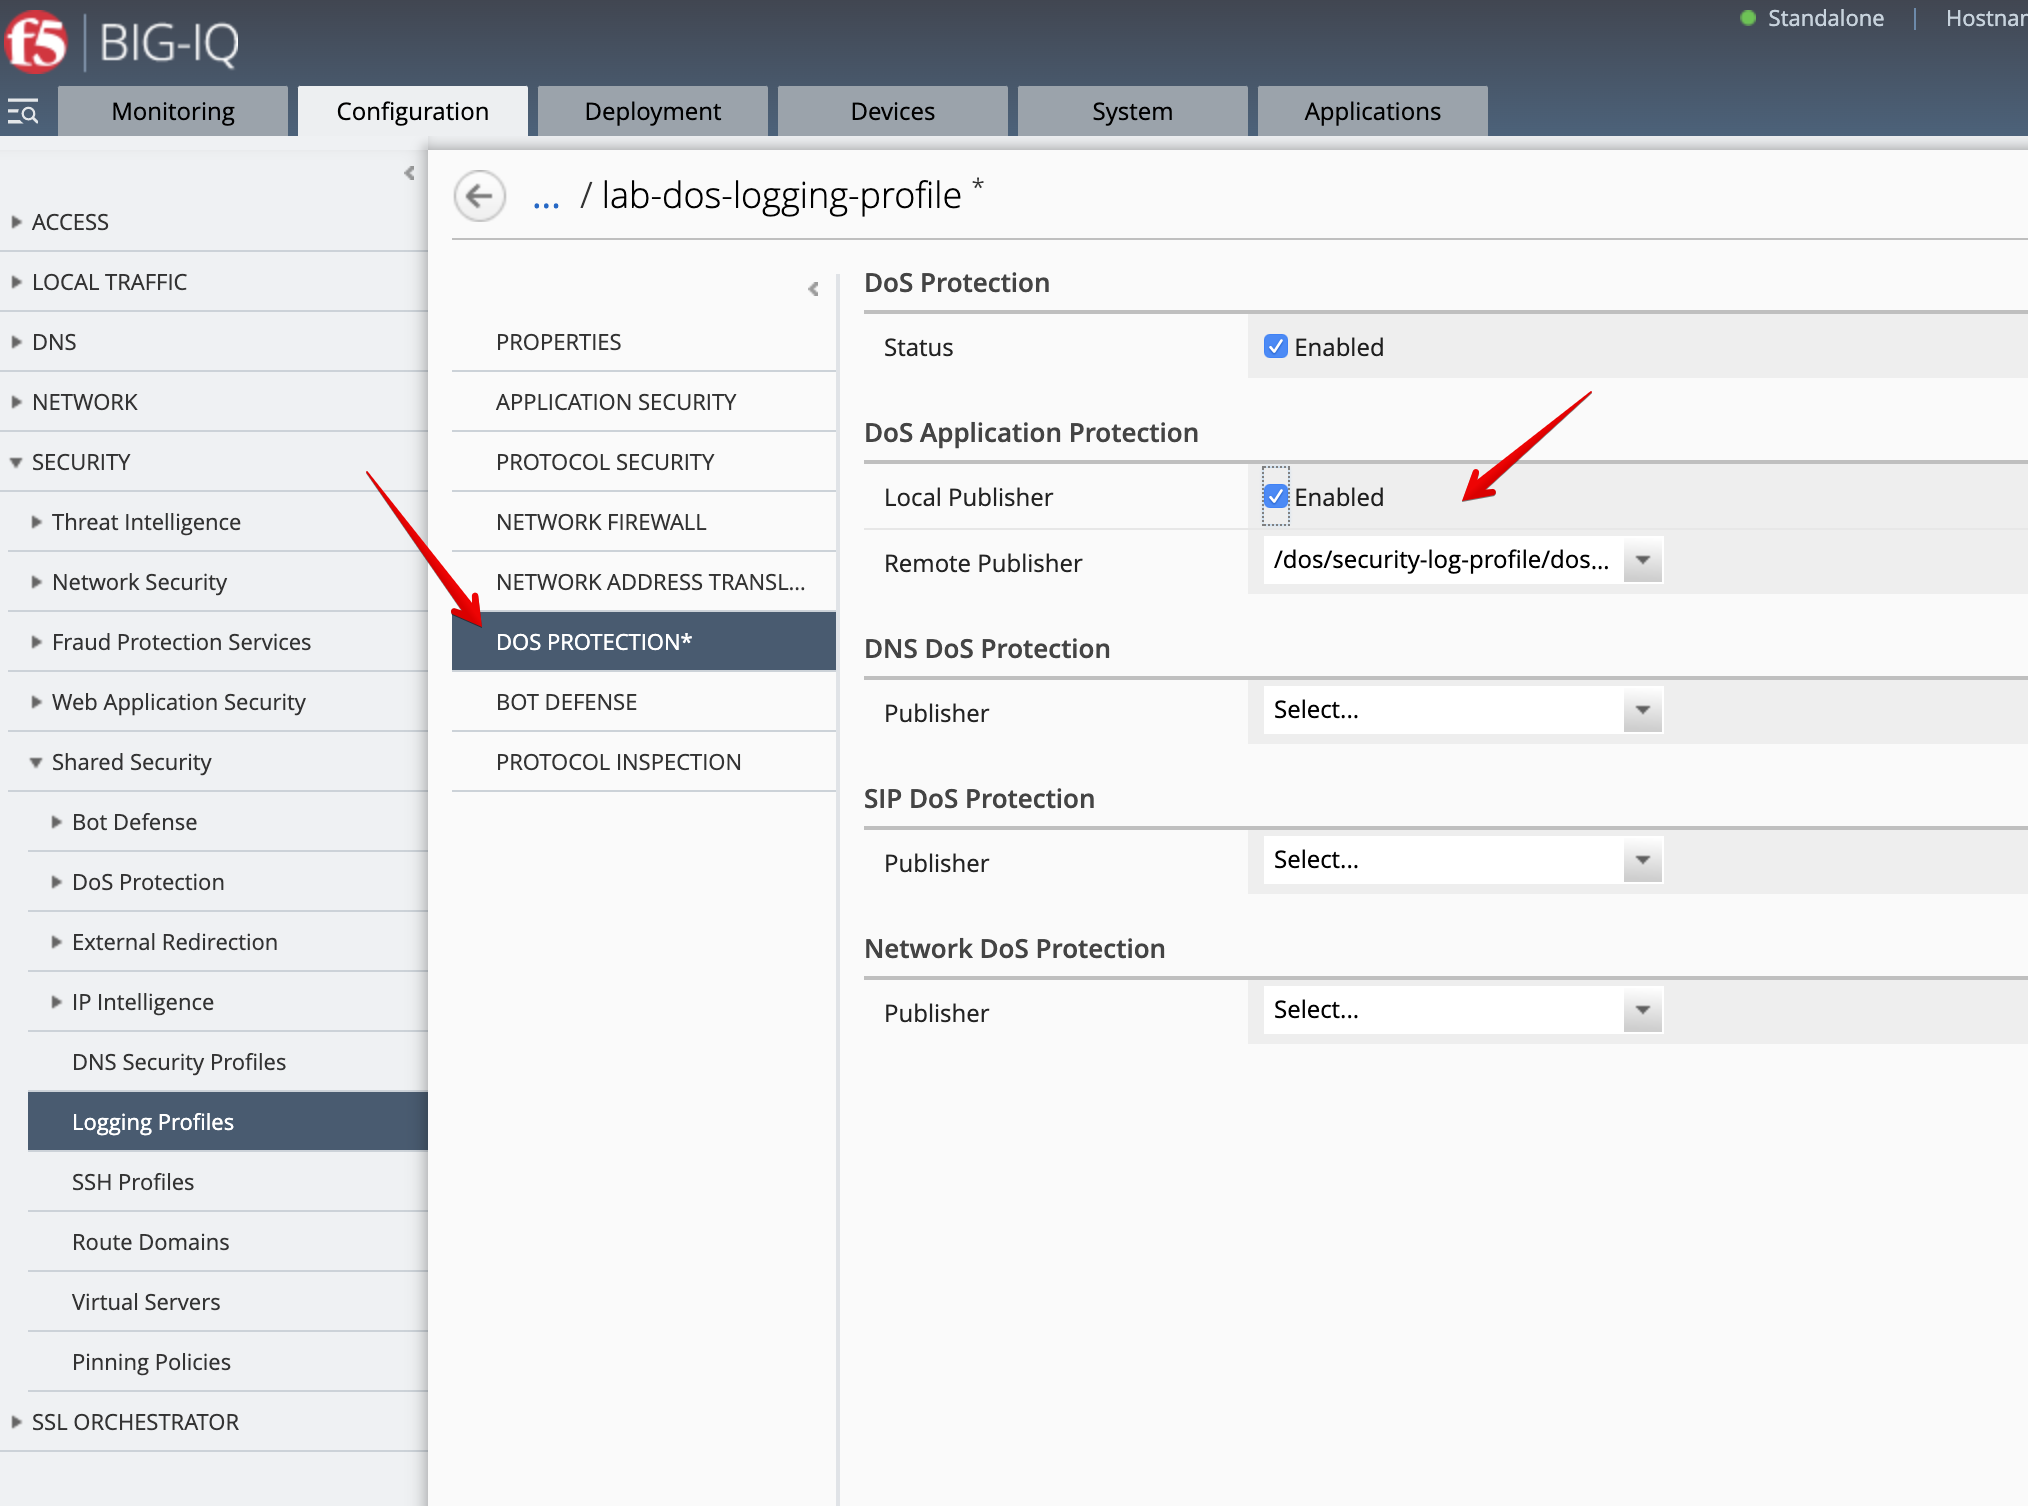 f5 BIG-IQ
Standalone
Monitoring
Configuration
Deployment
Devices
System
Applications
ACCESS
LOCAL TRAFFIC
DNS
NETWORK
SECURITY
Threat Intelligence
Network Security
Fraud Protection Services
Web Application Security
Shared Security
Bot Defense
DoS Protection
External Redirection
IP Intelligence
DNS Security Profiles
Logging Profiles
SSH Profiles
Route Domains
Virtual Servers
Pinning Policies
SSL ORCHESTRATOR
... / lab-dos-logging-profile *
PROPERTIES
APPLICATION SECURITY
PROTOCOL SECURITY
NETWORK FIREWALL
NETWORK ADDRESS TRANSL...
DOS PROTECTION*
BOT DEFENSE
PROTOCOL INSPECTION
DoS Protection
Status Enabled
DoS Application Protection
Local Publisher Enabled
Remote Publisher /dos/security-log-profile/dos...
DNS DoS Protection
Publisher Select...
SIP DoS Protection
Publisher Select...
Network DoS Protection
Publisher Select...